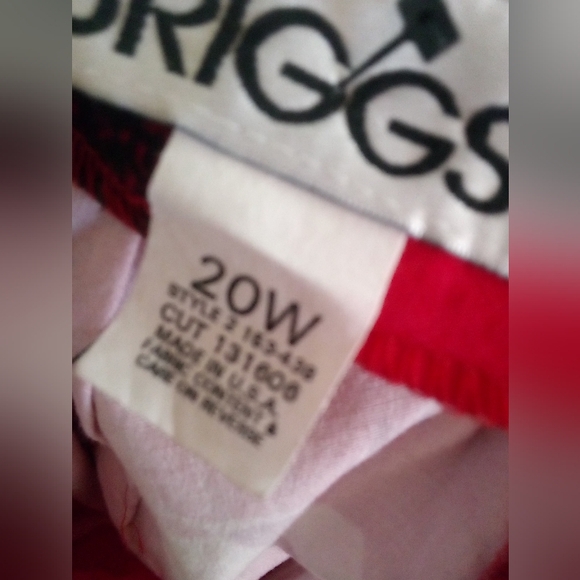 RIGGS
20W
STYLE 2 163-439
CUT 131606
MADE IN U.S.A.
FABRIC CONTENT &
CARE ON REVERSE